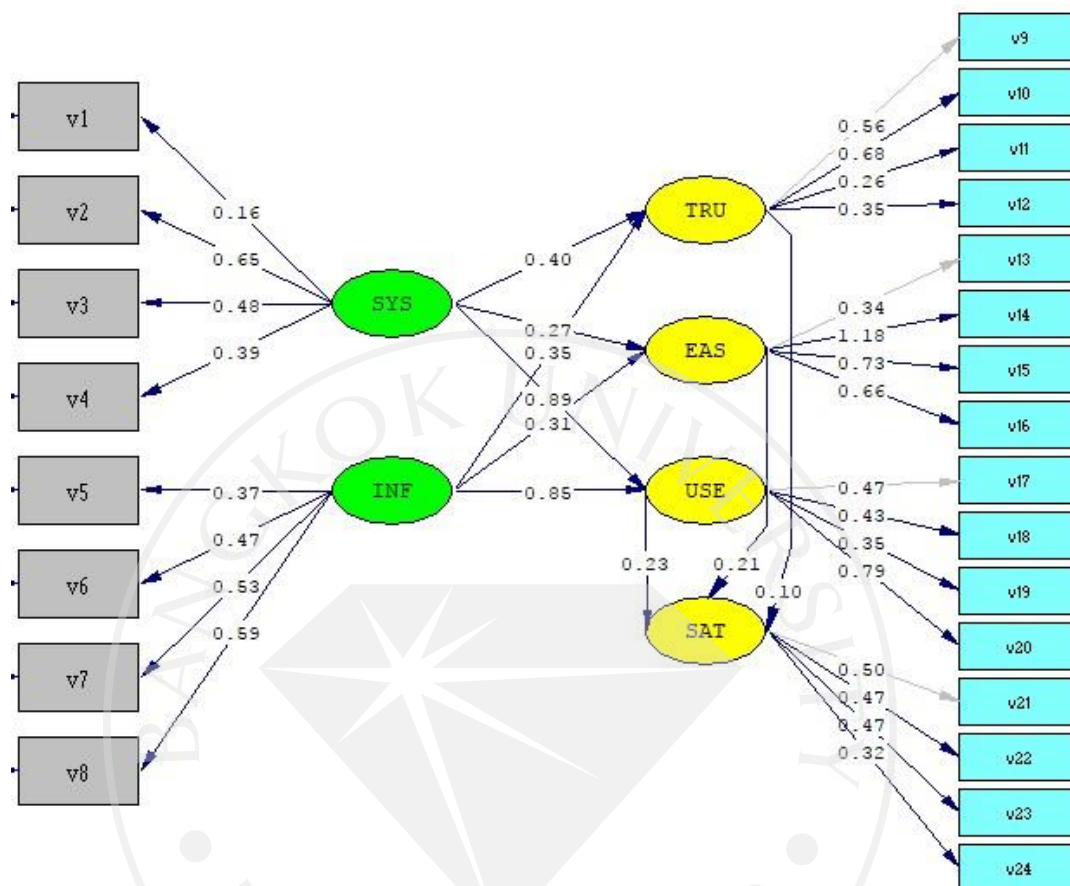 v1
v2
v3
v4
v5
v6
v7
v8
0.16
0.65
0.48
0.39
0.37
0.47
0.53
0.59
SYS
INF
0.40
0.27
0.35
0.89
0.31
0.85
TRU
EAS
USE
SAT
0.23
0.21
0.10
0.56
0.68
0.26
0.35
0.34
1.18
0.73
0.66
0.47
0.43
0.35
0.79
0.50
0.47
0.47
0.32
v9
v10
v11
v12
v13
v14
v15
v16
v17
v18
v19
v20
v21
v22
v23
v24
BANGKOK UNIVERSITY